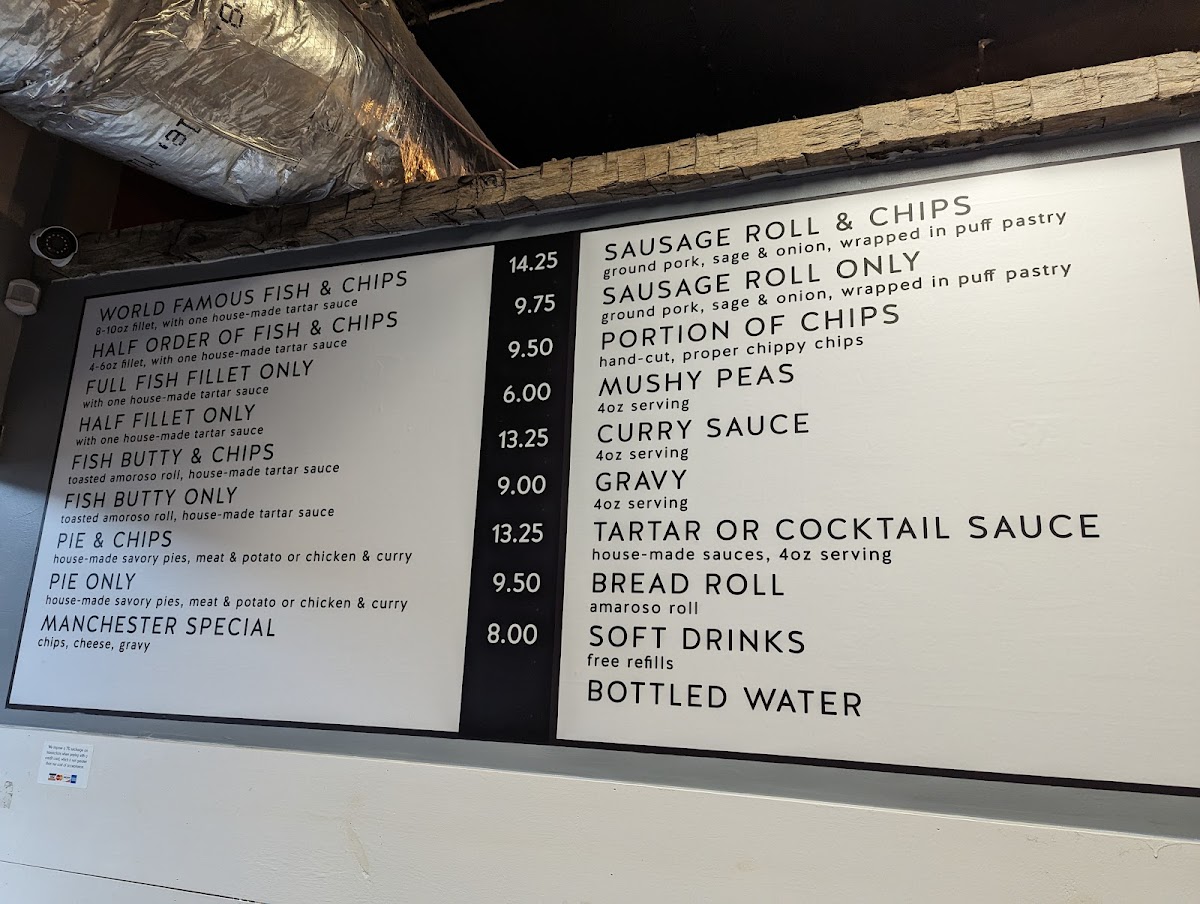 WORLD FAMOUS FISH & CHIPS 14.25
8-10oz fillet, with one house-made tartar sauce
HALF ORDER OF FISH & CHIPS 9.75
4-6oz fillet, with one house-made tartar sauce
FULL FISH FILLET ONLY 9.50
with one house-made tartar sauce
HALF FILLET ONLY 6.00
with one house-made tartar sauce
FISH BUTTY & CHIPS 13.25
toasted amoroso roll, house-made tartar sauce
FISH BUTTY ONLY 9.00
toasted amoroso roll, house-made tartar sauce
PIE & CHIPS 13.25
house-made savory pies, meat & potato or chicken & curry
PIE ONLY 9.50
house-made savory pies, meat & potato or chicken & curry
MANCHESTER SPECIAL 8.00
chips, cheese, gravy
SAUSAGE ROLL & CHIPS
ground pork, sage & onion, wrapped in puff pastry
SAUSAGE ROLL ONLY
ground pork, sage & onion, wrapped in puff pastry
PORTION OF CHIPS
hand-cut, proper chippy chips
MUSHY PEAS
4oz serving
CURRY SAUCE
4oz serving
GRAVY
4oz serving
TARTAR OR COCKTAIL SAUCE
house-made sauces, 4oz serving
BREAD ROLL
amaroso roll
SOFT DRINKS
free refills
BOTTLED WATER